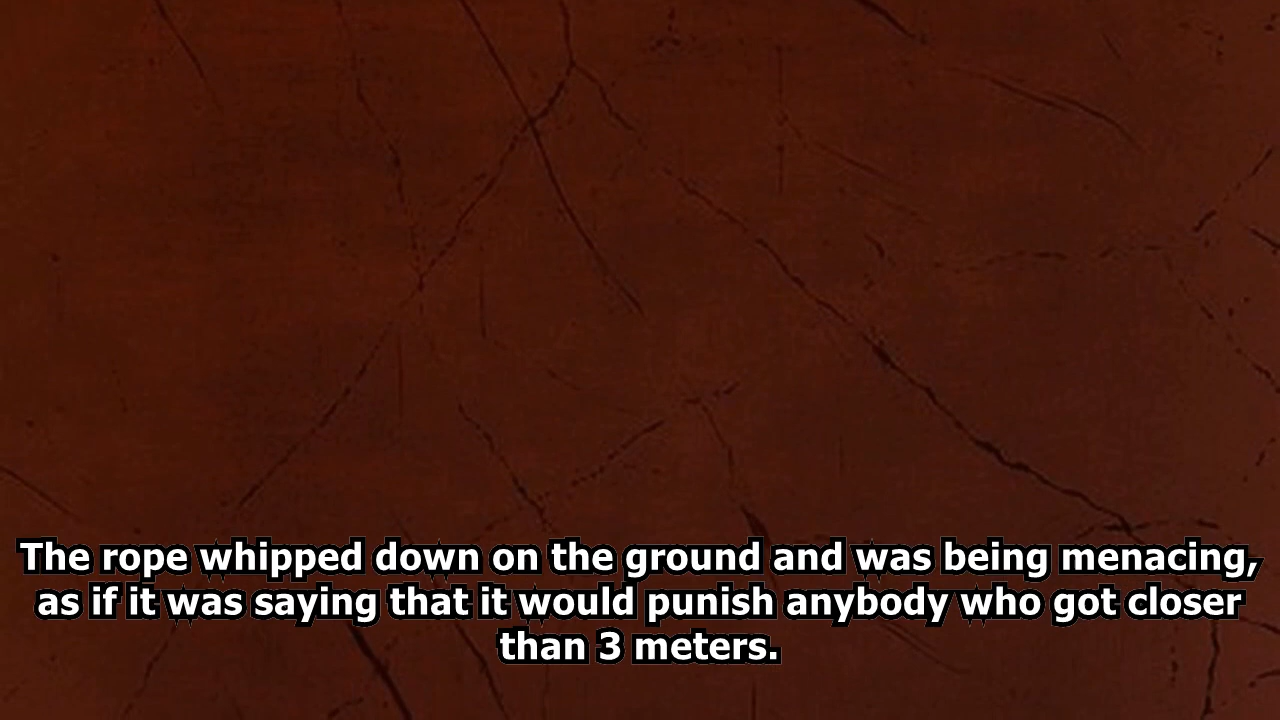 The rope whipped down on the ground and was being menacing,
as if it was saying that it would punish anybody who got closer
than 3 meters.